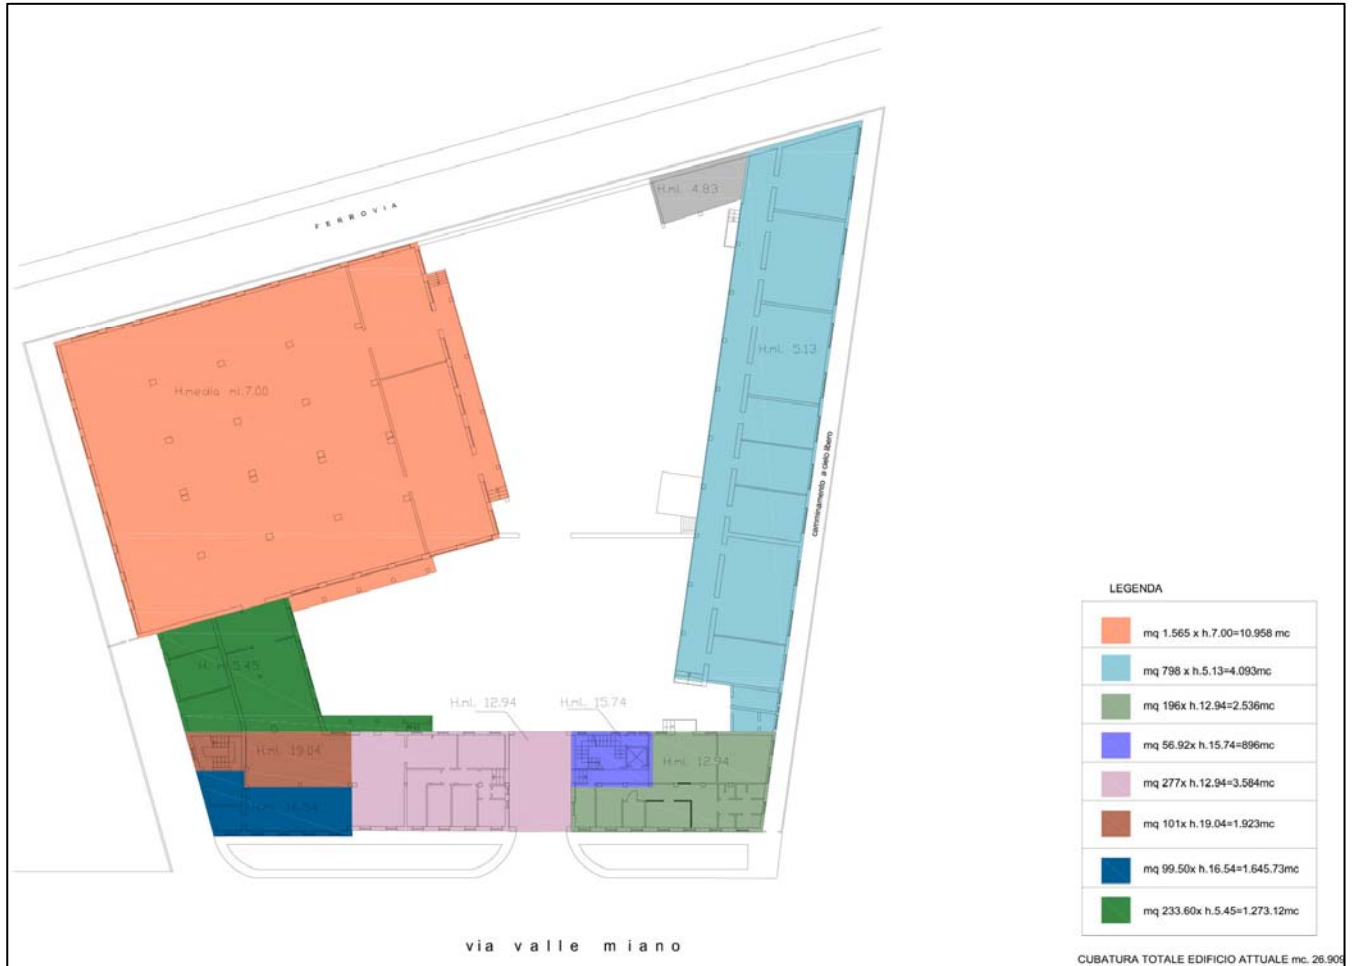 FERROVIA
H.ml. 4.83
H.ml. 5.13
H.media ml.7.00
camminamento a cielo libero
H. ml 5.45
H.ml. 12.94
H.ml. 15.74
H.ml. 19.04
H.ml. 12.94
H.ml. 16.54
via valle miano
LEGENDA
mq 1.565 x h.7.00=10.958 mc
mq 798 x h.5.13=4.093mc
mq 196x h.12.94=2.536mc
mq 56.92x h.15.74=896mc
mq 277x h.12.94=3.584mc
mq 101x h.19.04=1.923mc
mq 99.50x h.16.54=1.645.73mc
mq 233.60x h.5.45=1.273.12mc
CUBATURA TOTALE EDIFICIO ATTUALE mc. 26.909